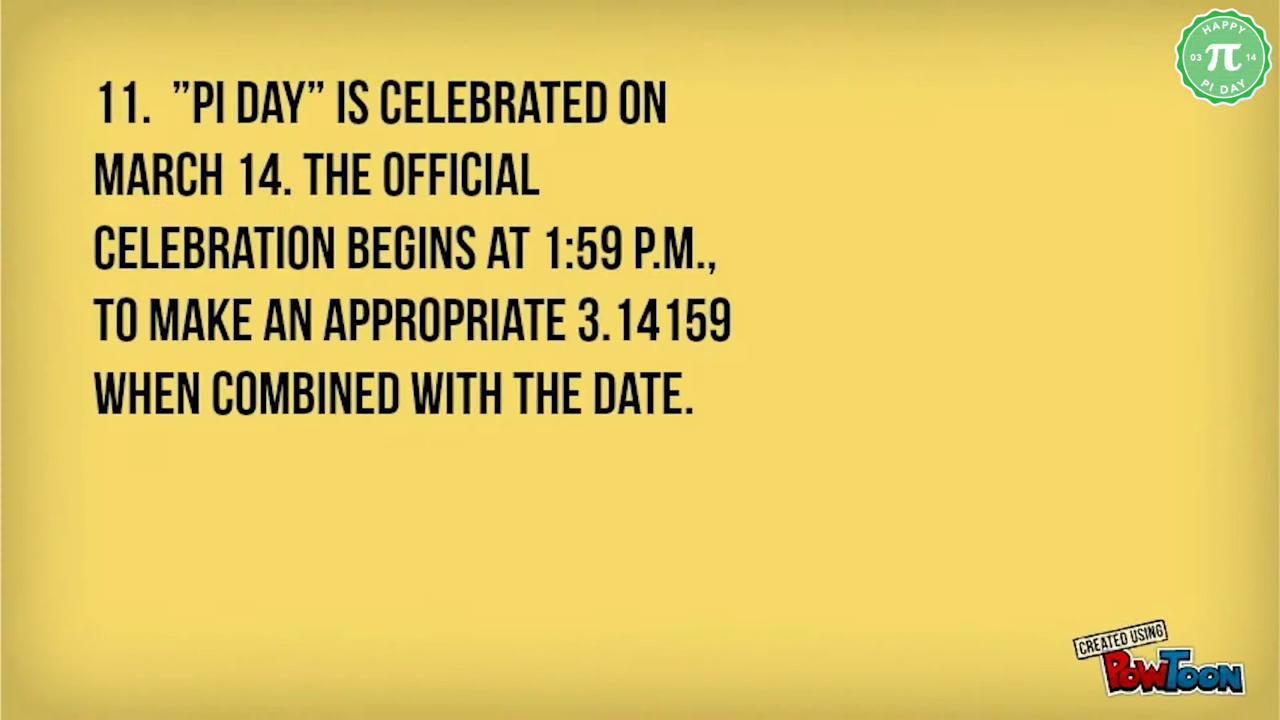 HAPPY
03 π 14
PI DAY
11. ”PI DAY” IS CELEBRATED ON
MARCH 14. THE OFFICIAL
CELEBRATION BEGINS AT 1:59 P.M.,
TO MAKE AN APPROPRIATE 3.14159
WHEN COMBINED WITH THE DATE.
CREATED USING
POWTOON